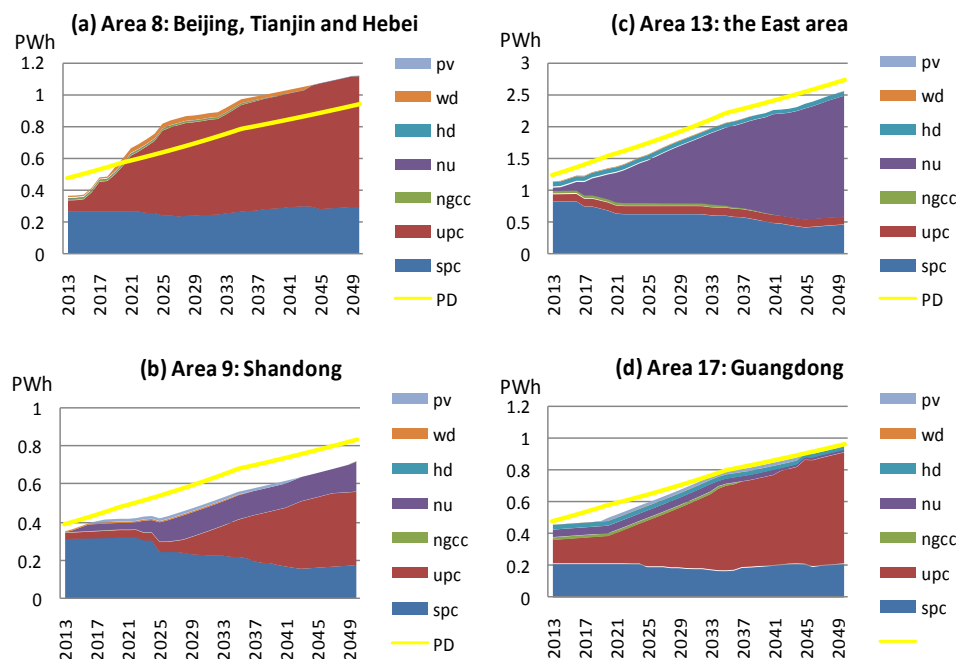 (a) Area 8: Beijing, Tianjin and Hebei
PWh
1.2
1
0.8
0.6
0.4
0.2
0
2013
2017
2021
2025
2029
2033
2037
2041
2045
2049
pv
wd
hd
nu
ngcc
upc
spc
PD
(c) Area 13: the East area
PWh
3
2.5
2
1.5
1
0.5
0
2013
2017
2021
2025
2029
2033
2037
2041
2045
2049
pv
wd
hd
nu
ngcc
upc
spc
PD
(b) Area 9: Shandong
PWh
1
0.8
0.6
0.4
0.2
0
2013
2017
2021
2025
2029
2033
2037
2041
2045
2049
pv
wd
hd
nu
ngcc
upc
spc
PD
(d) Area 17: Guangdong
PWh
1.2
1
0.8
0.6
0.4
0.2
0
2013
2017
2021
2025
2029
2033
2037
2041
2045
2049
pv
wd
hd
nu
ngcc
upc
spc